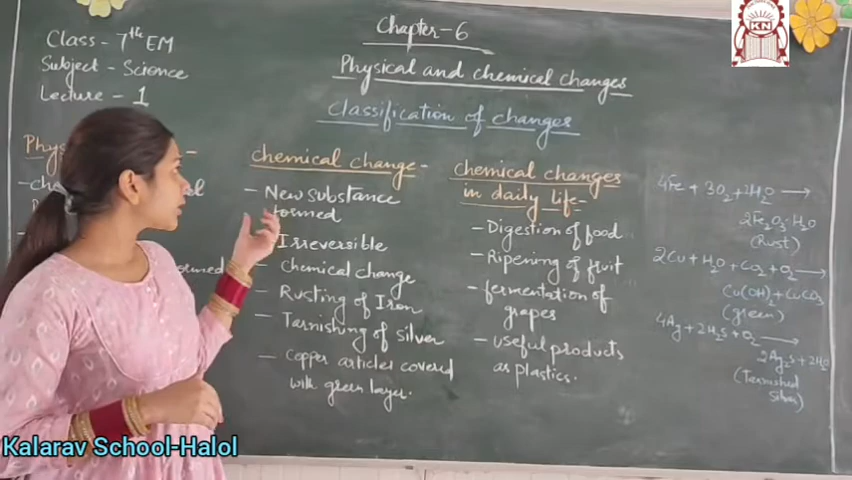 Chapter-6
Class - 7th EM
Subject - Science
Lecture - 1
Physical and chemical changes
Classification of changes
chemical change -
- New substance
formed
Irreversible
- chemical change
- Rusting of Iron
- Tarnishing of silver
- Copper articles covered
with green layer.
chemical changes
in daily life -
- Digestion of food
- Ripening of fruit
- fermentation of
grapes
- useful products
as plastics.
4Fe + 3O2 + 2H2O →
2Fe2O3·H2O
(Rust)
2Cu + H2O + CO2 + O2 →
Cu(OH) + CuCO3
(green)
4Ag + 2H2S + O2 →
2Ag2S + 2H2O
(Tarnished
silver)
KN
Kalarav School-Halol